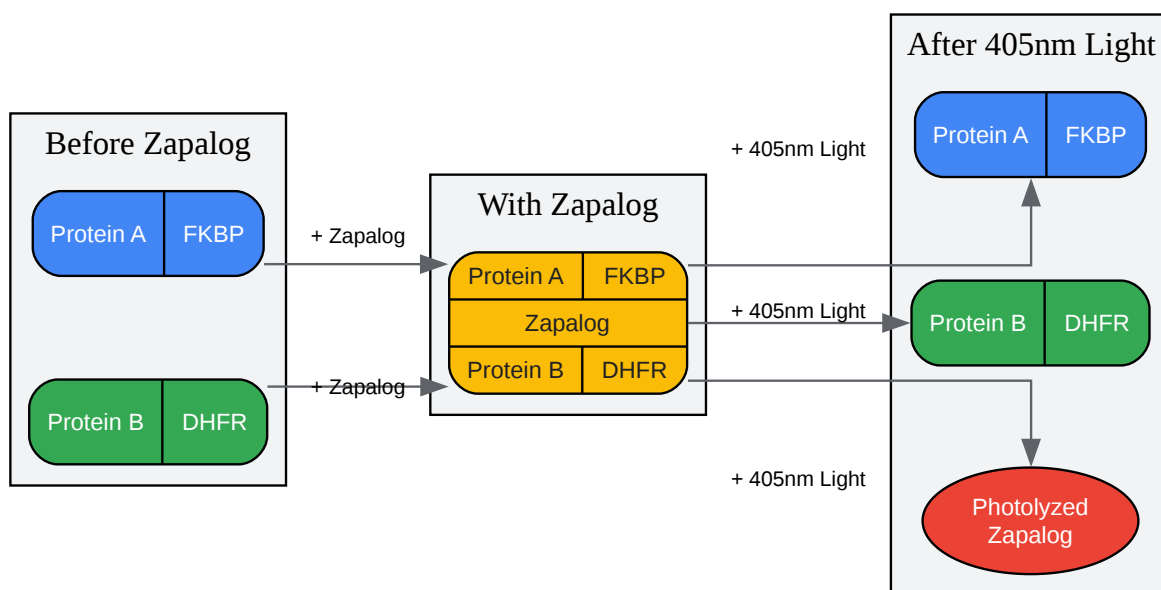 Before Zapalog
Protein A
FKBP
Protein B
DHFR
+ Zapalog
+ Zapalog
With Zapalog
Protein A
FKBP
Zapalog
Protein B
DHFR
+ 405nm Light
+ 405nm Light
+ 405nm Light
After 405nm Light
Protein A
FKBP
Protein B
DHFR
Photolyzed
Zapalog